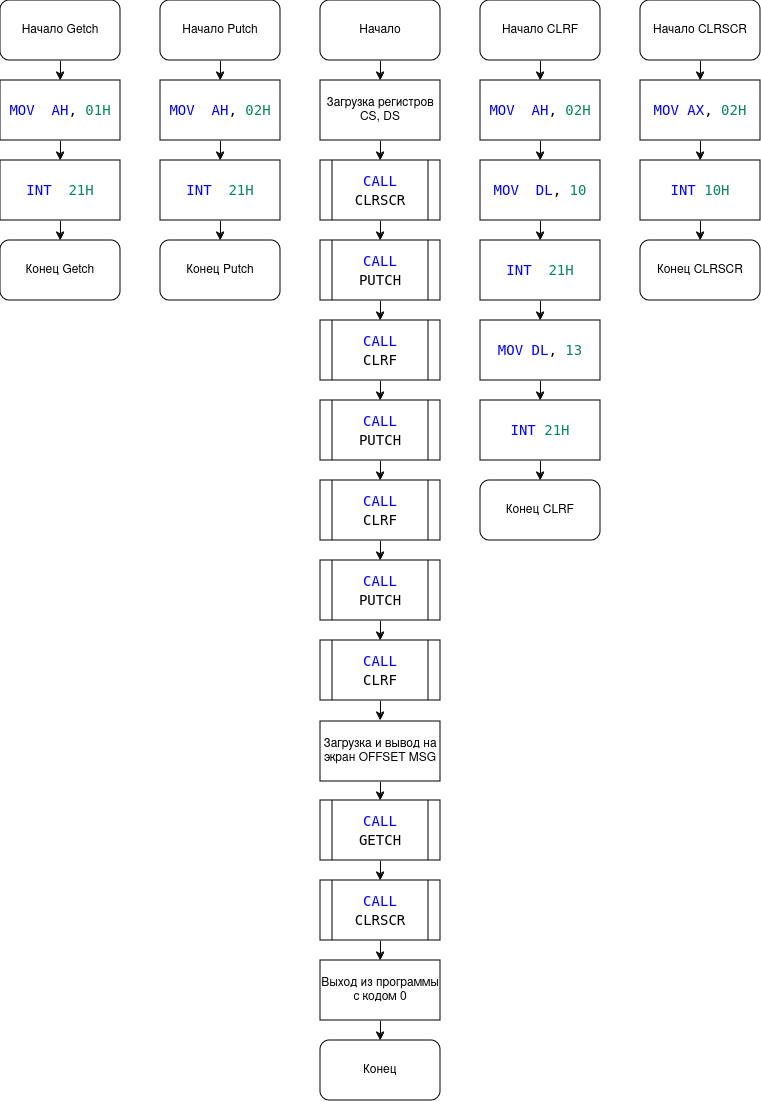 Начало Getch
MOV  AH, 01H
INT  21H
Конец Getch
Начало Putch
MOV  AH, 02H
INT  21H
Конец Putch
Начало
Загрузка регистров
CS, DS
CALL
CLRSCR
CALL
PUTCH
CALL
CLRF
CALL
PUTCH
CALL
CLRF
CALL
PUTCH
CALL
CLRF
Загрузка и вывод на
экран OFFSET MSG
CALL
GETCH
CALL
CLRSCR
Выход из программы
с кодом 0
Конец
Начало CLRF
MOV  AH, 02H
MOV  DL, 10
INT  21H
MOV DL, 13
INT 21H
Конец CLRF
Начало CLRSCR
MOV AX, 02H
INT 10H
Конец CLRSCR